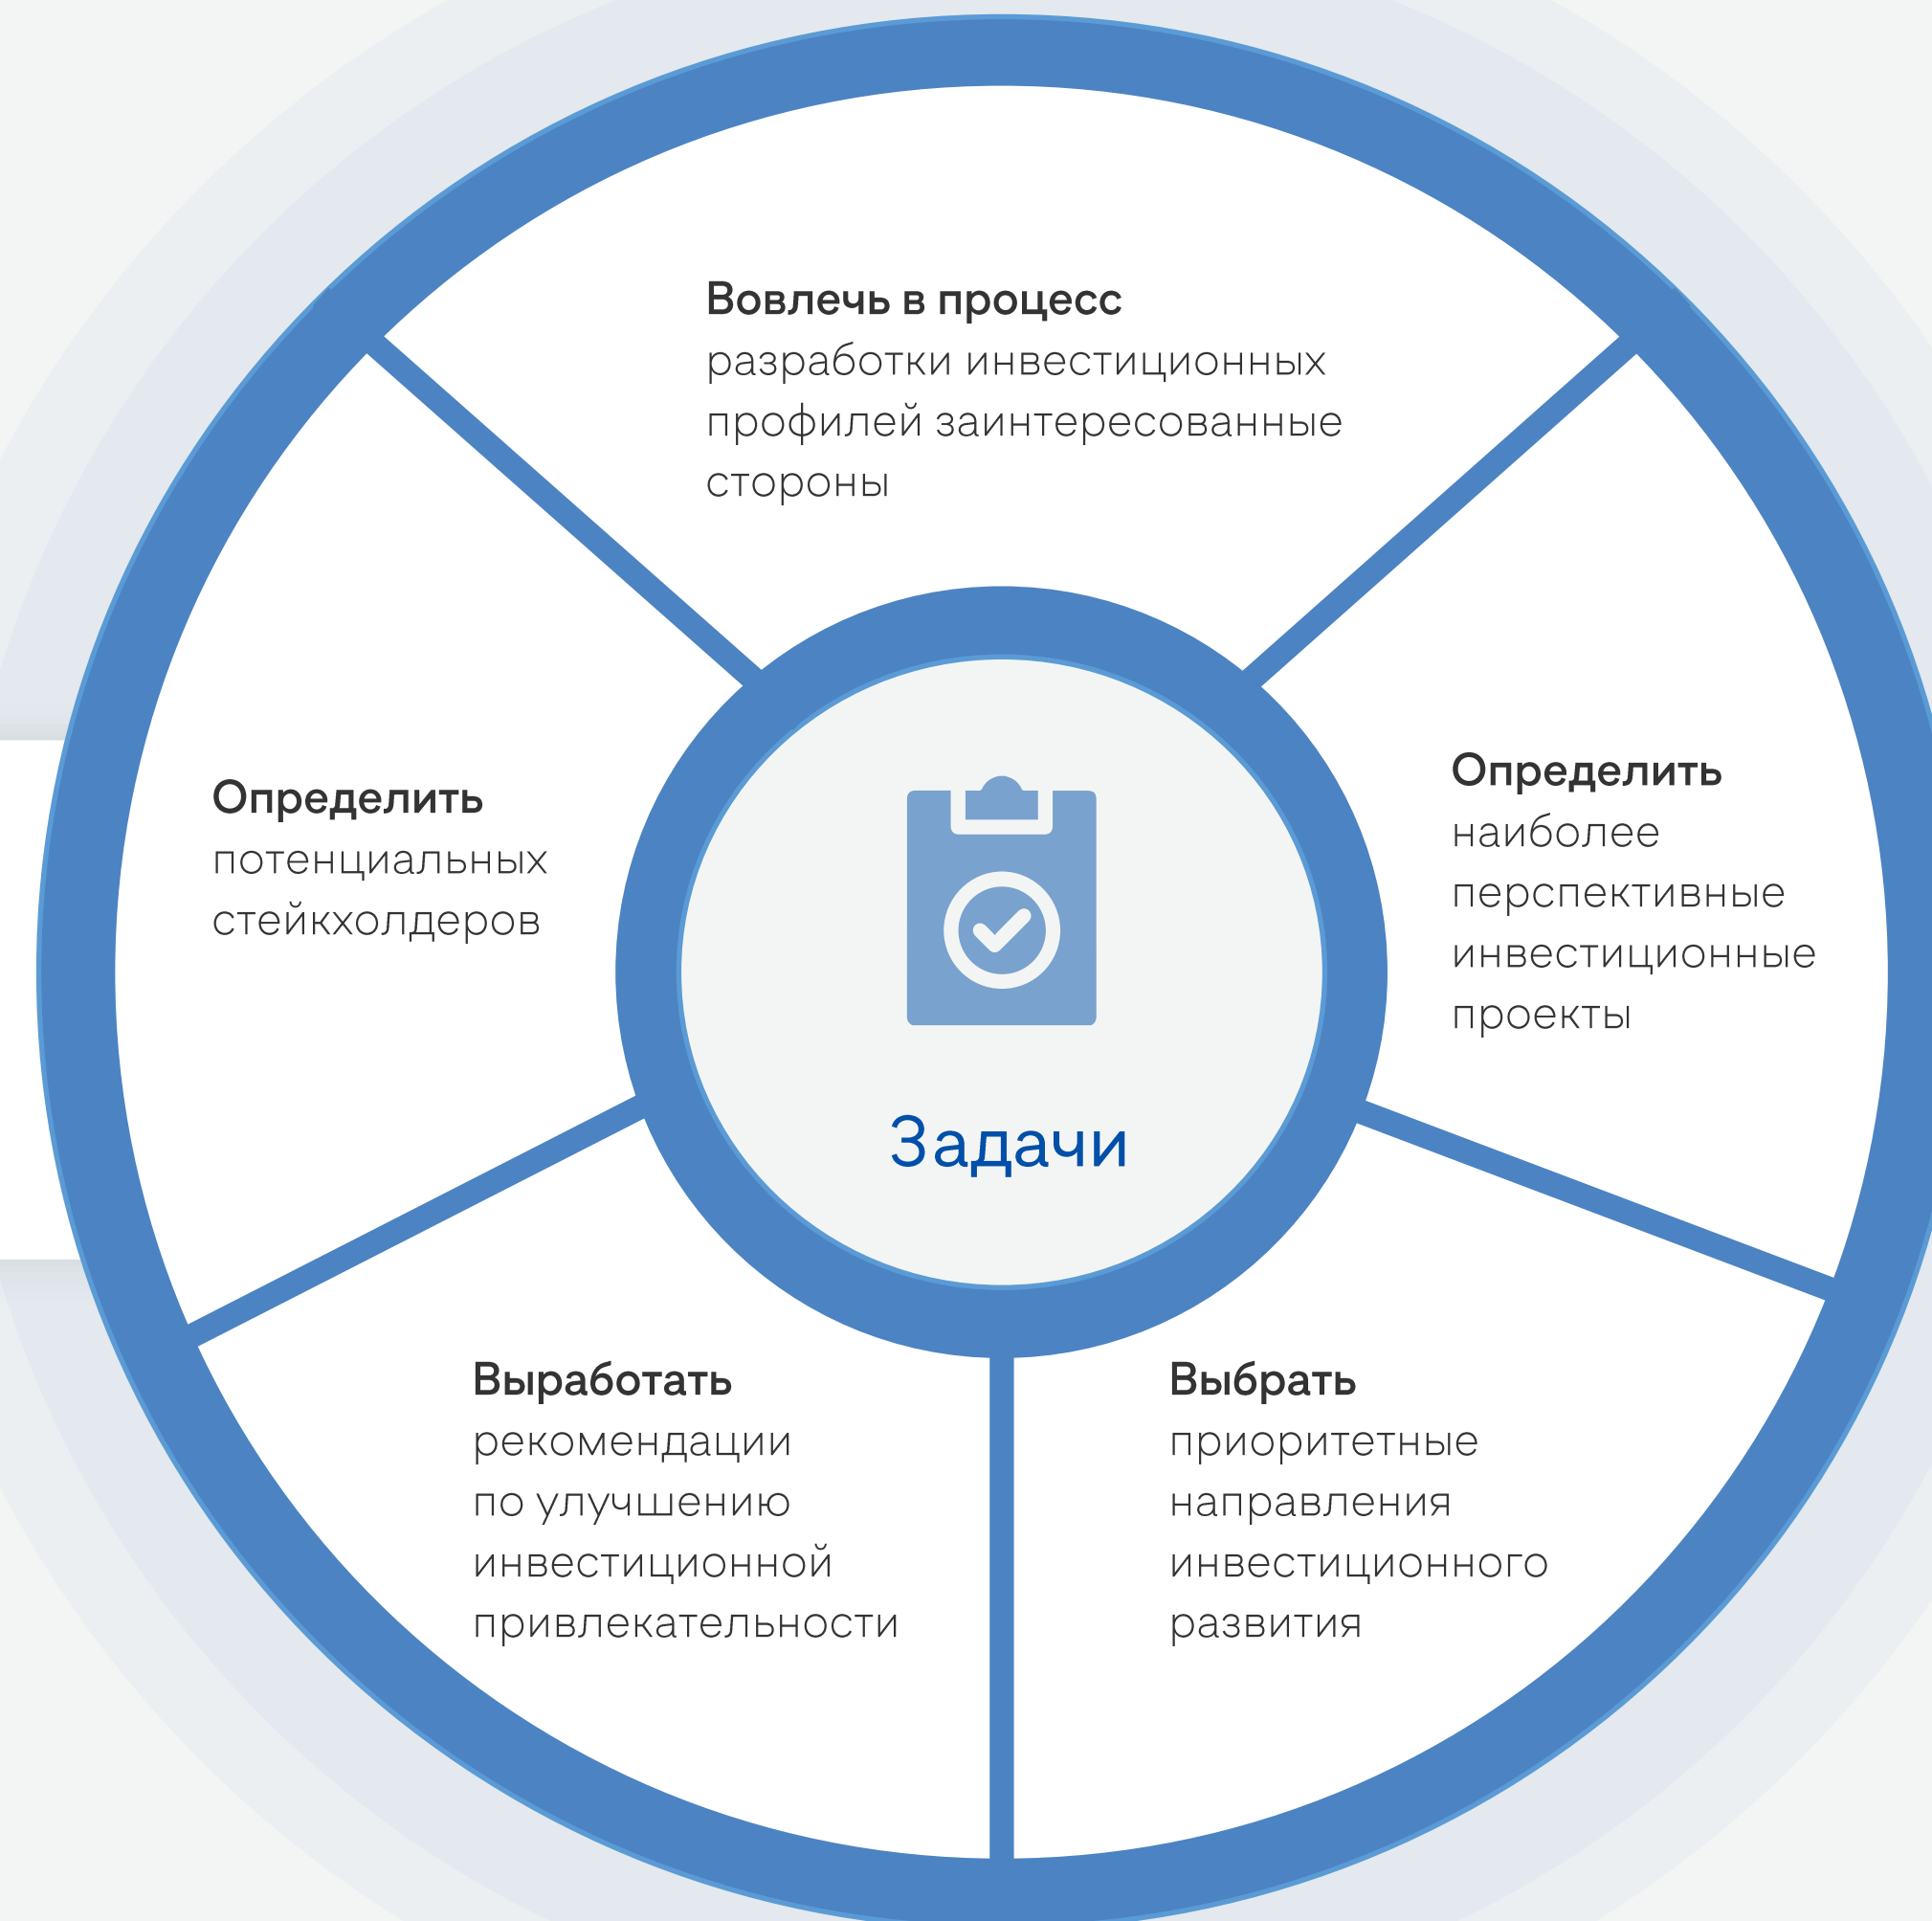 Вовлечь в процесс
разработки инвестиционных
профилей заинтересованные
стороны
Определить
потенциальных
стейкхолдеров
Определить
наиболее
перспективные
инвестиционные
проекты
Задачи
Выработать
рекомендации
по улучшению
инвестиционной
привлекательности
Выбрать
приоритетные
направления
инвестиционного
развития